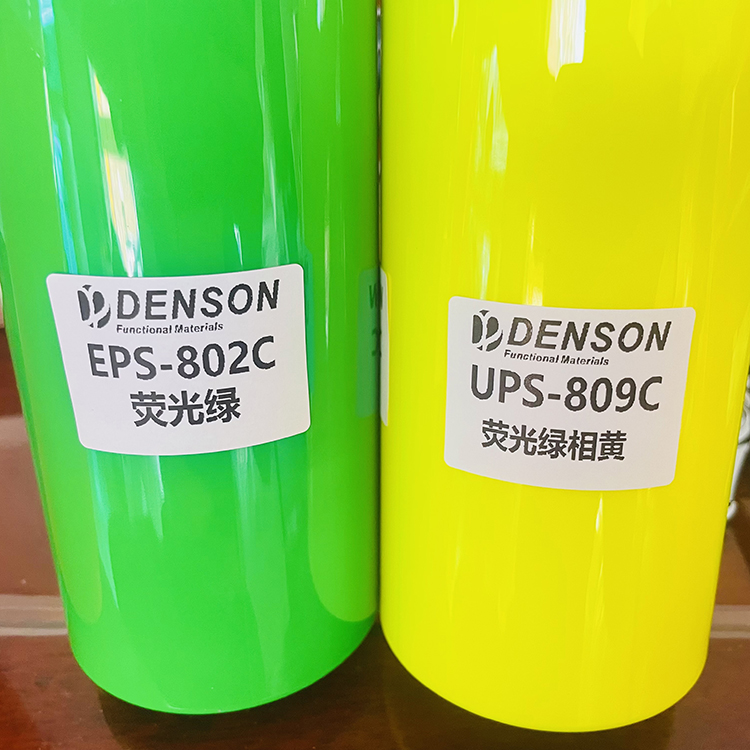 DENSON
Functional Materials
EPS-802C
荧光绿
DENSON
Functional Materials
UPS-809C
荧光绿相黄